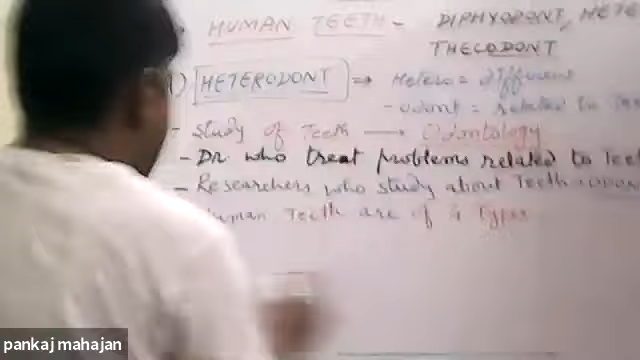 HUMAN TEETH - DIPHYODONT, HETE
THECODONT
1) HETERODONT => Hetero = different
- odont = related to
- Study of Teeth → Odontology
- Dr who treat problems related to Teet
- Researchers who study about Teeth
Human Teeth are of 4 Types
pankaj mahajan